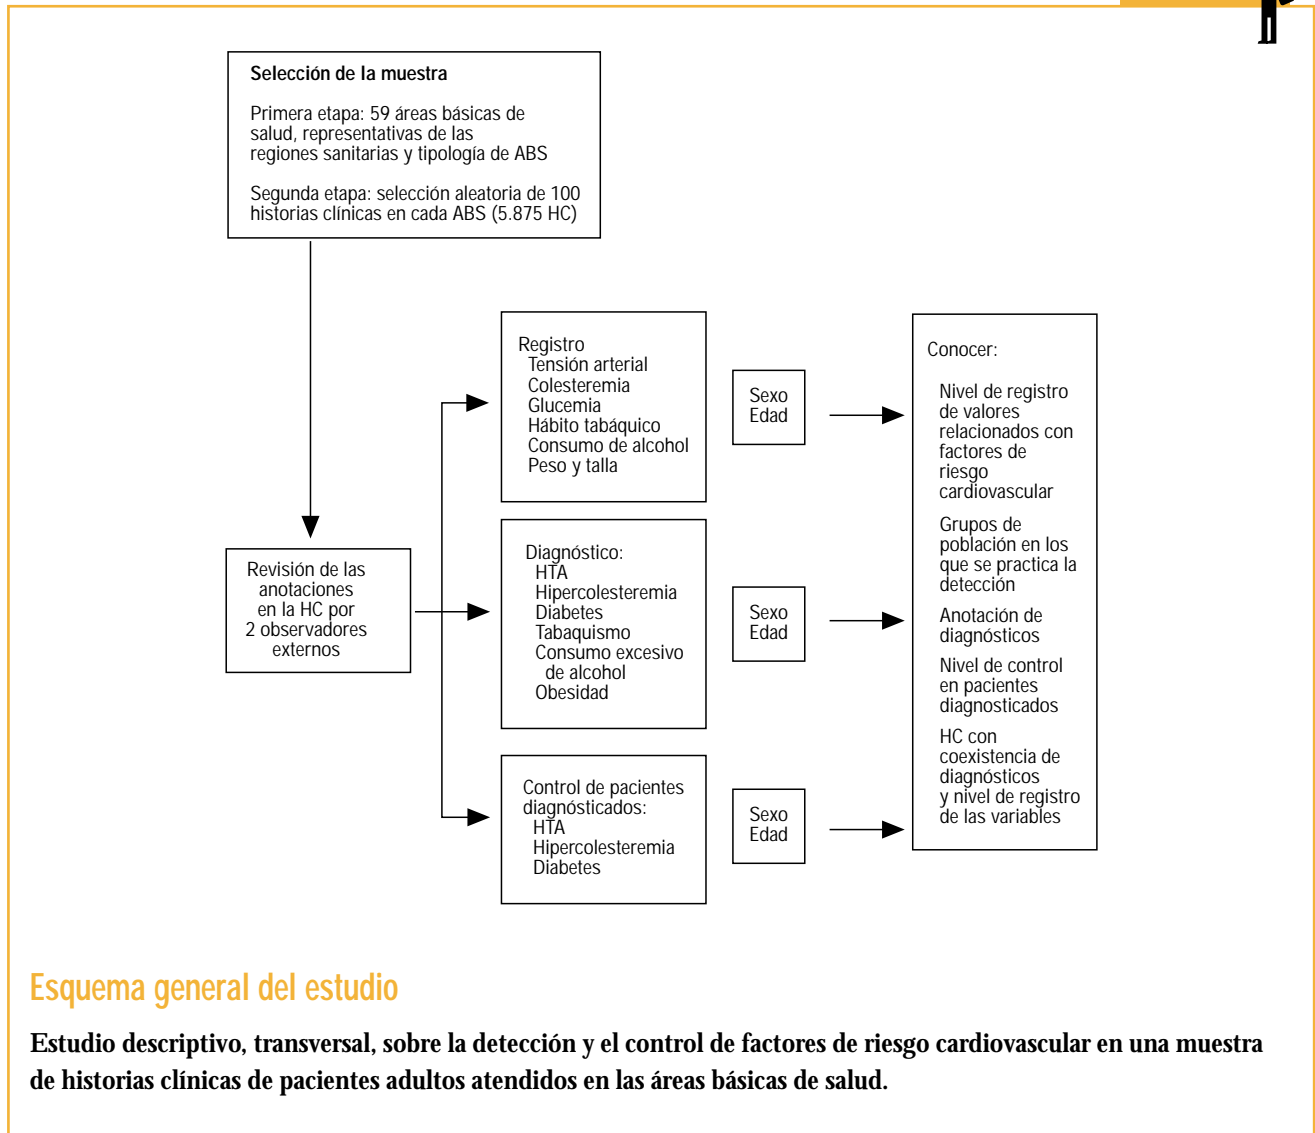 Selección de la muestra
Primera etapa: 59 áreas básicas de
salud, representativas de las
regiones sanitarias y tipología de ABS
Segunda etapa: selección aleatoria de 100
historias clínicas en cada ABS (5.875 HC)
Revisión de las
anotaciones
en la HC por
2 observadores
externos
Registro
Tensión arterial
Colesteremia
Glucemia
Hábito tabáquico
Consumo de alcohol
Peso y talla
Sexo
Edad
Diagnóstico:
HTA
Hipercolesteremia
Diabetes
Tabaquismo
Consumo excesivo
de alcohol
Obesidad
Sexo
Edad
Control de pacientes
diagnósticados:
HTA
Hipercolesteremia
Diabetes
Sexo
Edad
Conocer:
Nivel de registro
de valores
relacionados con
factores de
riesgo
cardiovascular
Grupos de
población en los
que se practica la
detección
Anotación de
diagnósticos
Nivel de control
en pacientes
diagnosticados
HC con
coexistencia de
diagnósticos
y nivel de registro
de las variables
Esquema general del estudio
Estudio descriptivo, transversal, sobre la detección y el control de factores de riesgo cardiovascular en una muestra
de historias clínicas de pacientes adultos atendidos en las áreas básicas de salud.